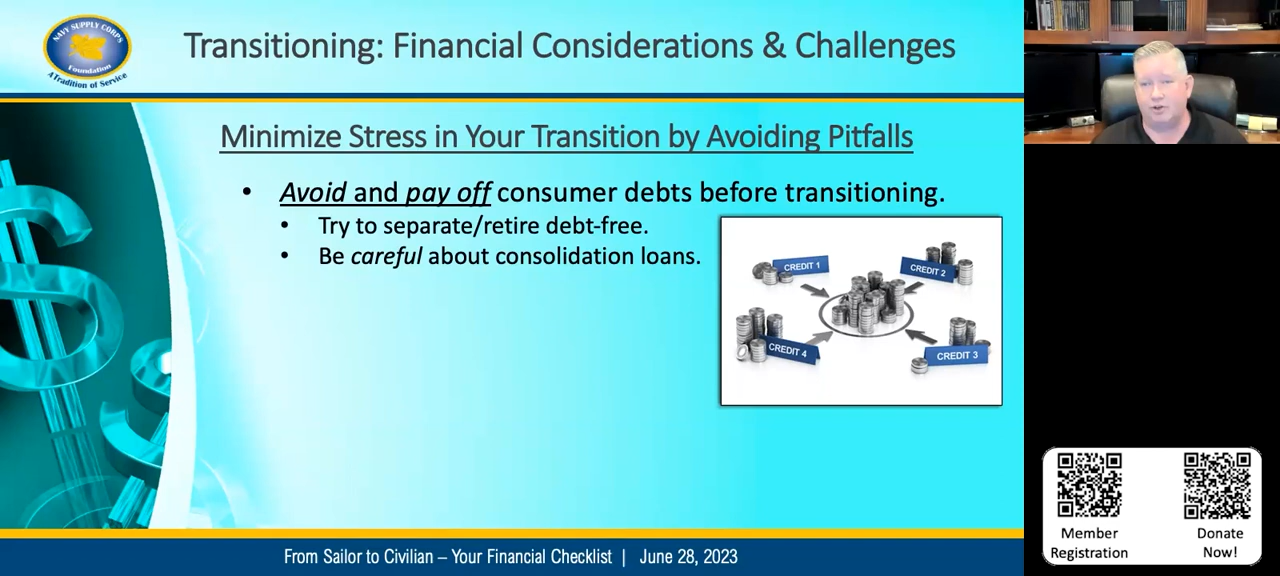 NAVY SUPPLY CORPS
Foundation
A Tradition of Service
Transitioning: Financial Considerations & Challenges
Minimize Stress in Your Transition by Avoiding Pitfalls
• Avoid and pay off consumer debts before transitioning.
• Try to separate/retire debt-free.
• Be careful about consolidation loans.
CREDIT 1
CREDIT 2
CREDIT 4
CREDIT 3
Member
Registration
Donate
Now!
From Sailor to Civilian – Your Financial Checklist | June 28, 2023